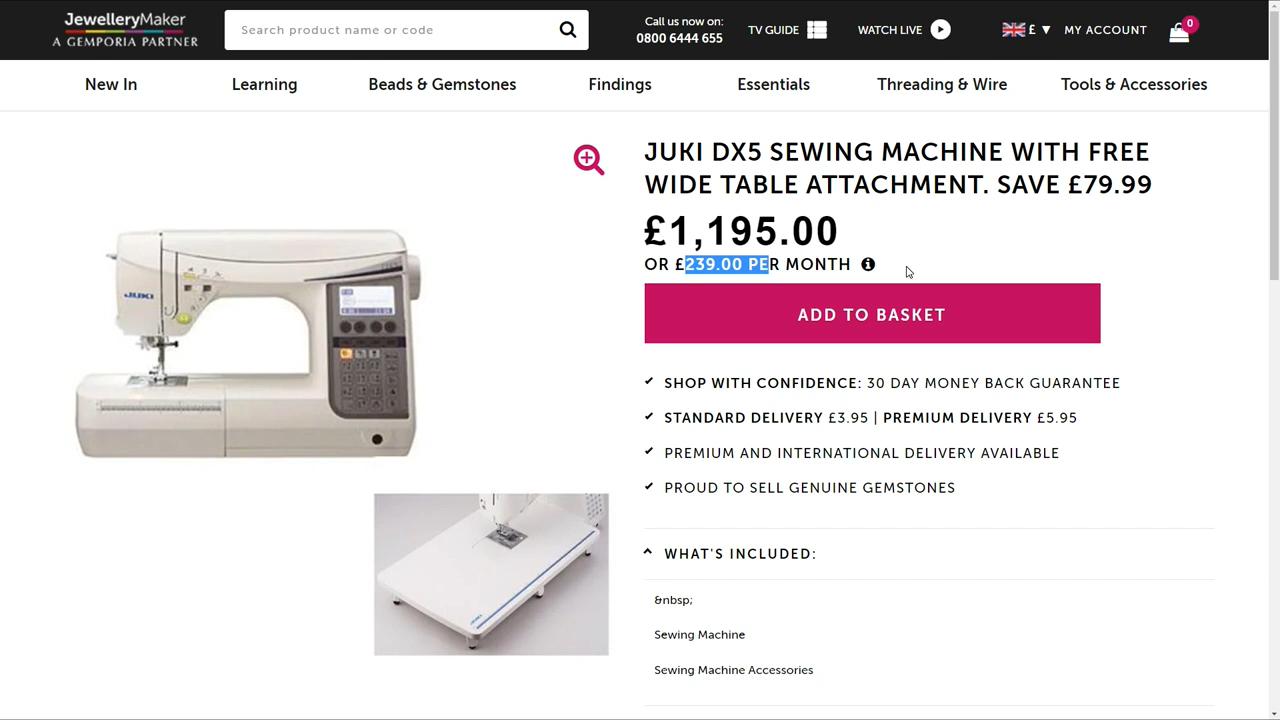 JewelleryMaker
A GEMPORIA PARTNER
Search product name or code
Call us now on:
0800 6444 655
TV GUIDE
WATCH LIVE
£ ▼
MY ACCOUNT
0
New In
Learning
Beads & Gemstones
Findings
Essentials
Threading & Wire
Tools & Accessories
JUKI DX5 SEWING MACHINE WITH FREE
WIDE TABLE ATTACHMENT. SAVE £79.99
£1,195.00
OR £239.00 PER MONTH
ADD TO BASKET
SHOP WITH CONFIDENCE: 30 DAY MONEY BACK GUARANTEE
STANDARD DELIVERY £3.95 | PREMIUM DELIVERY £5.95
PREMIUM AND INTERNATIONAL DELIVERY AVAILABLE
PROUD TO SELL GENUINE GEMSTONES
WHAT'S INCLUDED:
&nbsp;
Sewing Machine
Sewing Machine Accessories
JUKI